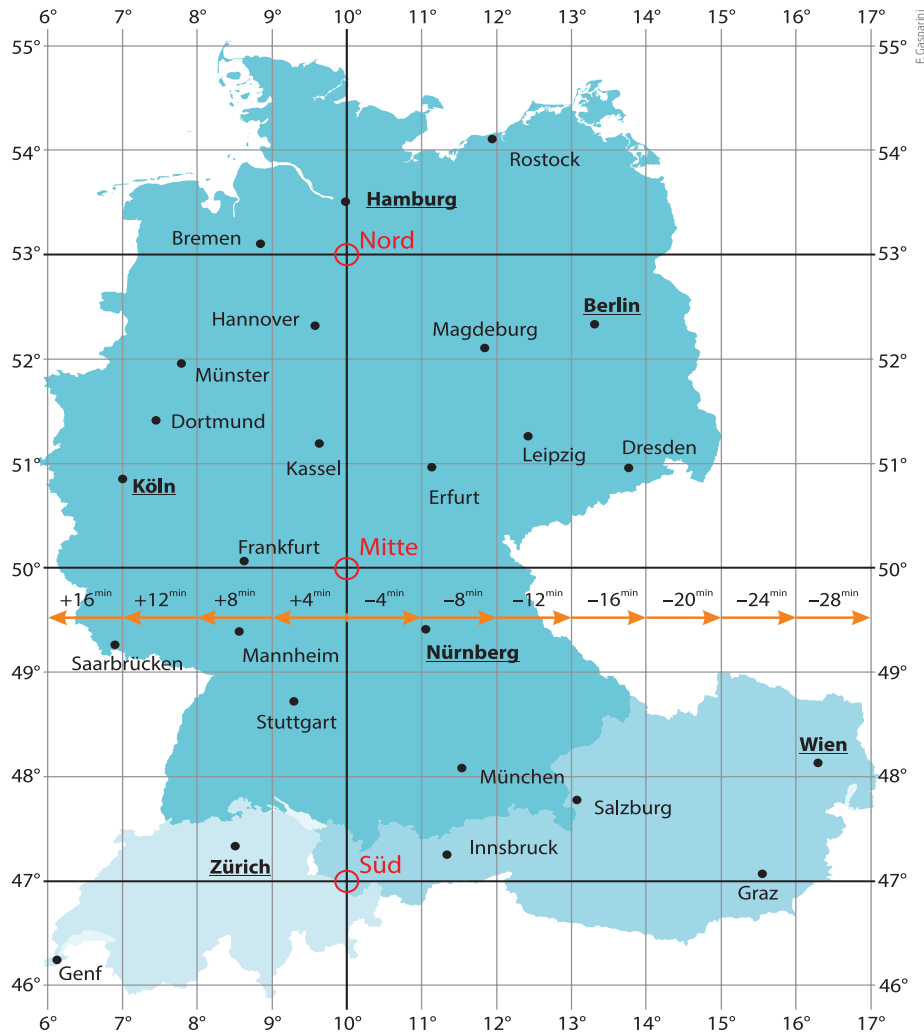 6° 7° 8° 9° 10° 11° 12° 13° 14° 15° 16° 17°
F. Gasparini
55° 55°
54° 54°
Rostock
Hamburg
Bremen
Nord
53° 53°
Hannover
Magdeburg
Berlin
52° 52°
Münster
Dortmund
Kassel
Leipzig
Dresden
51° 51°
Köln
Erfurt
Frankfurt
Mitte
50° 50°
+16min +12min +8min +4min −4min −8min −12min −16min −20min −24min −28min
Saarbrücken
Mannheim
Nürnberg
49° 49°
Stuttgart
Wien
München
48° 48°
Salzburg
Innsbruck
Zürich
Süd
47° 47°
Graz
Genf
46° 46°
6° 7° 8° 9° 10° 11° 12° 13° 14° 15° 16° 17°